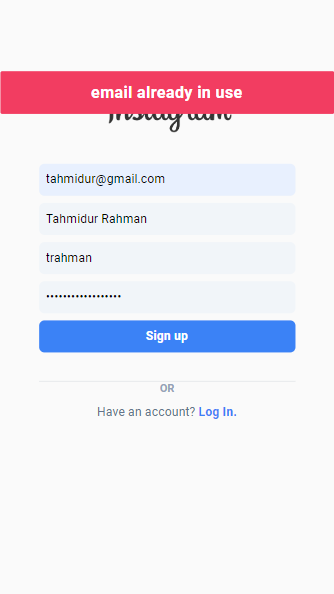 email already in use
Instagram
tahmidur@gmail.com
Tahmidur Rahman
trahman
••••••••••••••••••
Sign up
OR
Have an account? Log In.